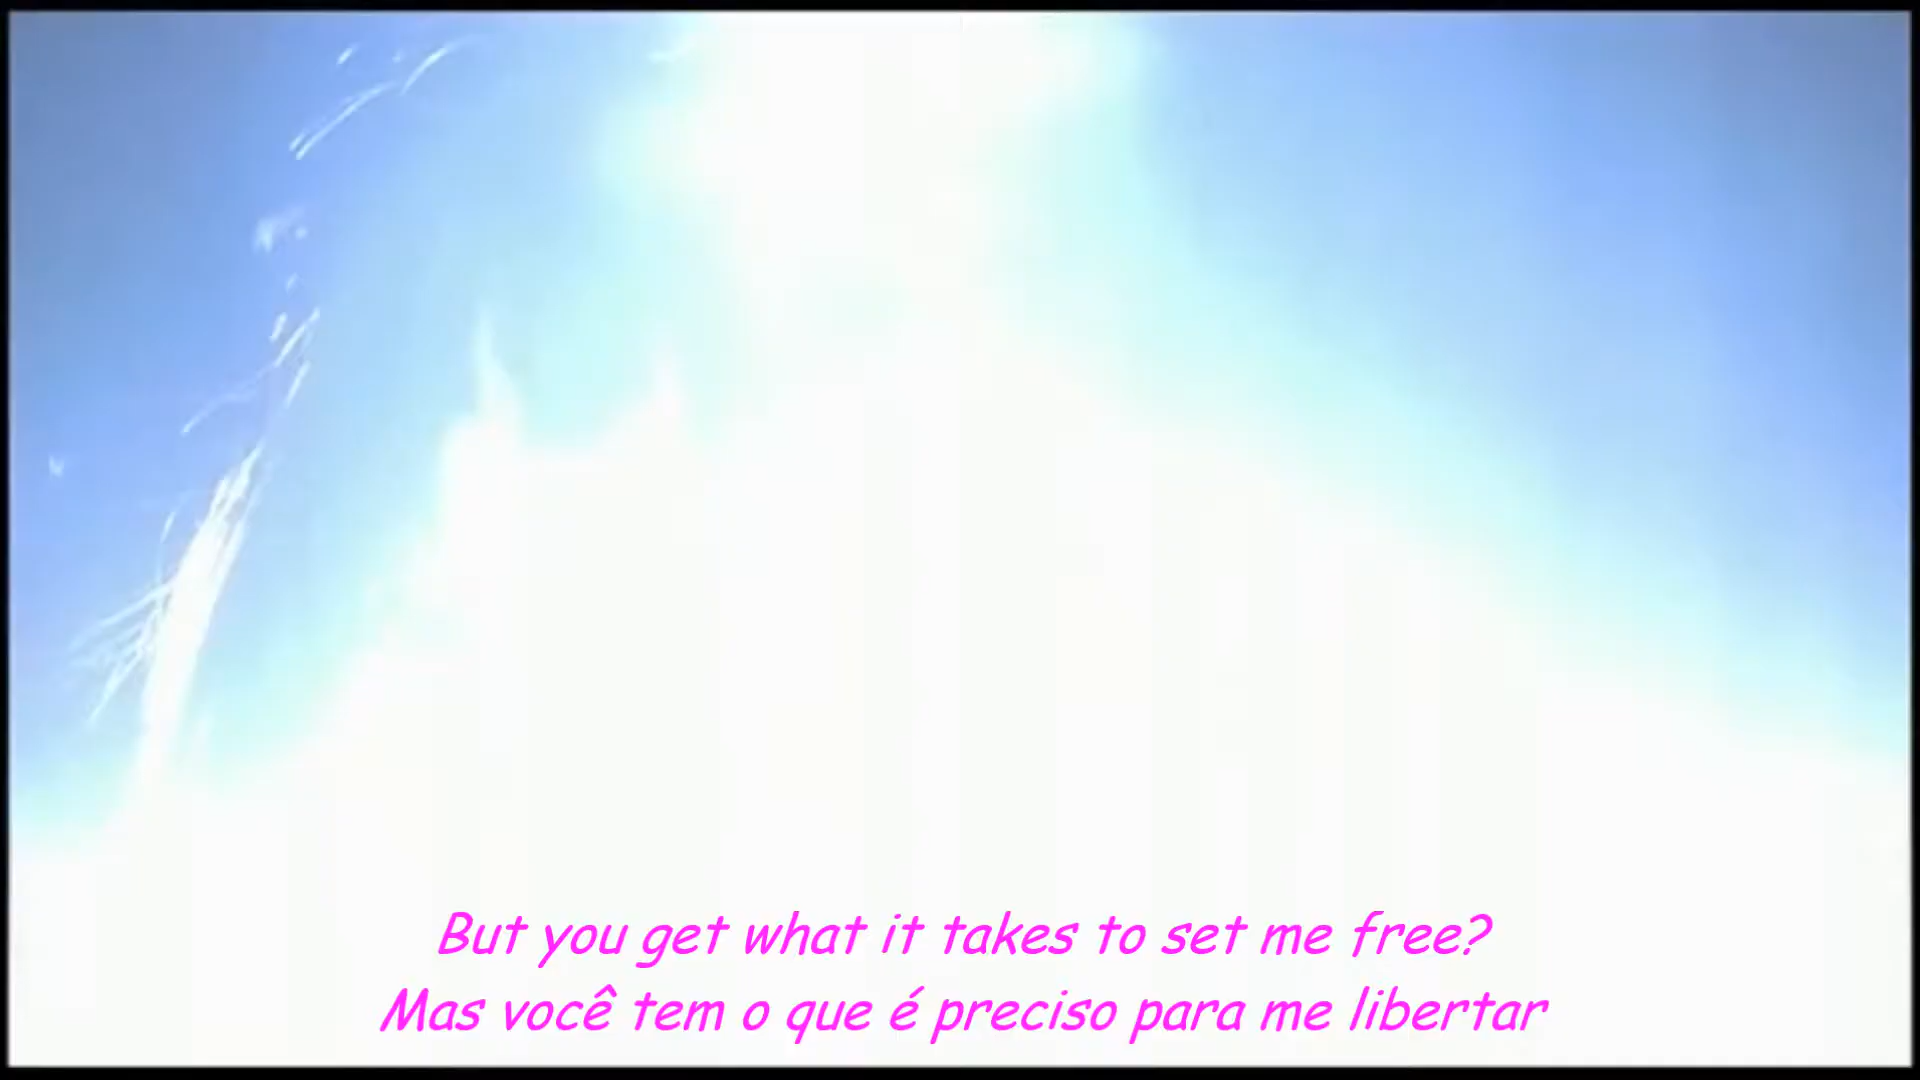 But you get what it takes to set me free?
Mas você tem o que é preciso para me libertar